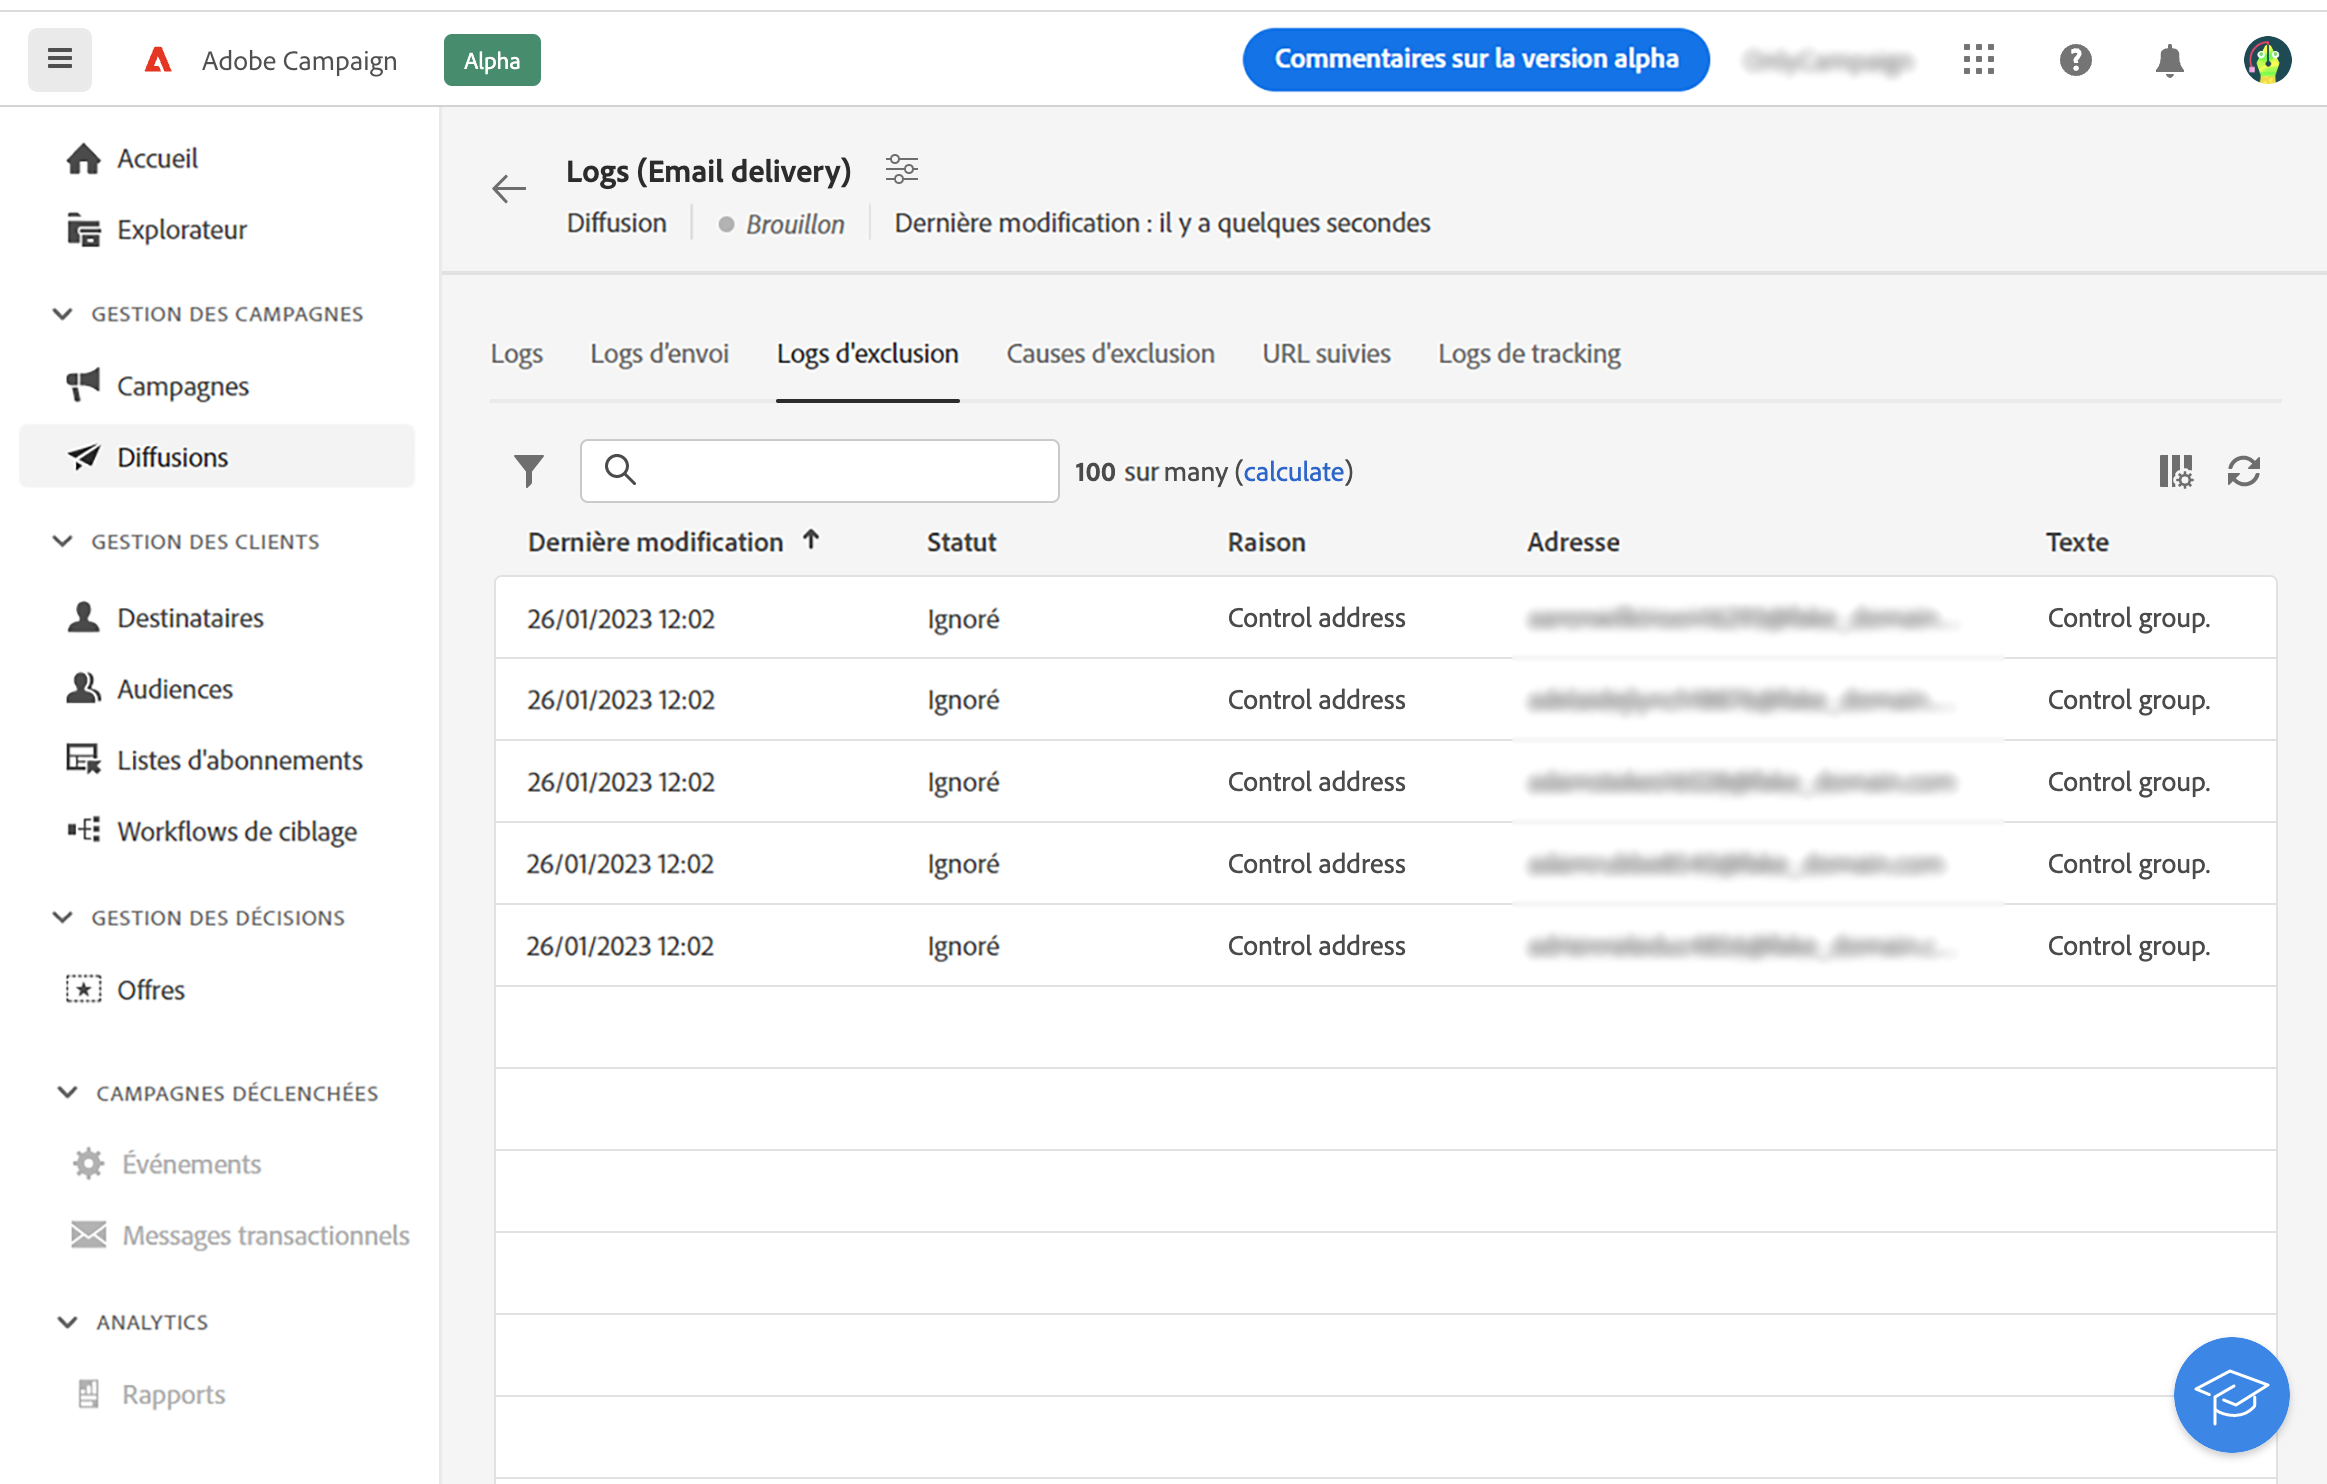 Adobe Campaign Alpha Commentaires sur la version alpha
Accueil
Explorateur
GESTION DES CAMPAGNES
Campagnes
Diffusions
GESTION DES CLIENTS
Destinataires
Audiences
Listes d'abonnements
Workflows de ciblage
GESTION DES DÉCISIONS
Offres
CAMPAGNES DÉCLENCHÉES
Événements
Messages transactionnels
ANALYTICS
Rapports
Logs (Email delivery)
Diffusion Brouillon Dernière modification : il y a quelques secondes
Logs Logs d'envoi Logs d'exclusion Causes d'exclusion URL suivies Logs de tracking
100 sur many (calculate)
Dernière modification Statut Raison Adresse Texte
26/01/2023 12:02 Ignoré Control address Control group.
26/01/2023 12:02 Ignoré Control address Control group.
26/01/2023 12:02 Ignoré Control address Control group.
26/01/2023 12:02 Ignoré Control address Control group.
26/01/2023 12:02 Ignoré Control address Control group.